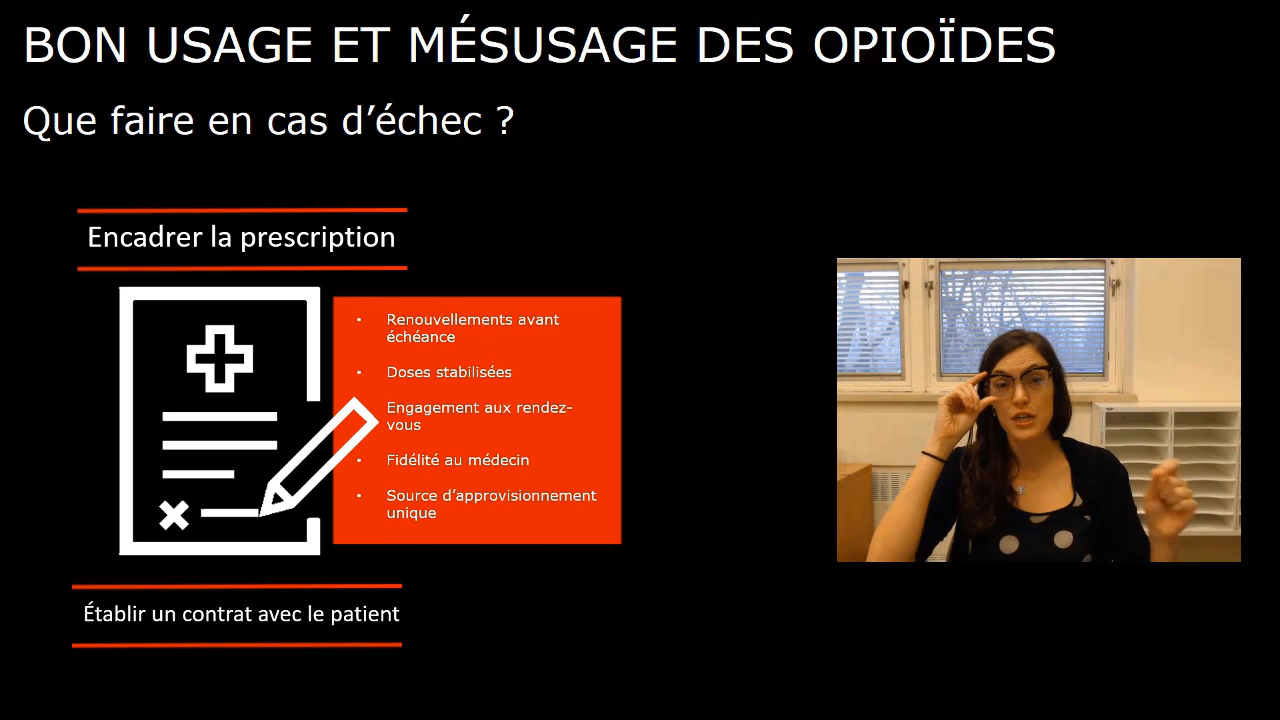 BON USAGE ET MÉSUSAGE DES OPIOÏDES
Que faire en cas d’échec ?
Encadrer la prescription
• Renouvellements avant
échéance
• Doses stabilisées
• Engagement aux rendez-
vous
• Fidélité au médecin
• Source d’approvisionnement
unique
Établir un contrat avec le patient